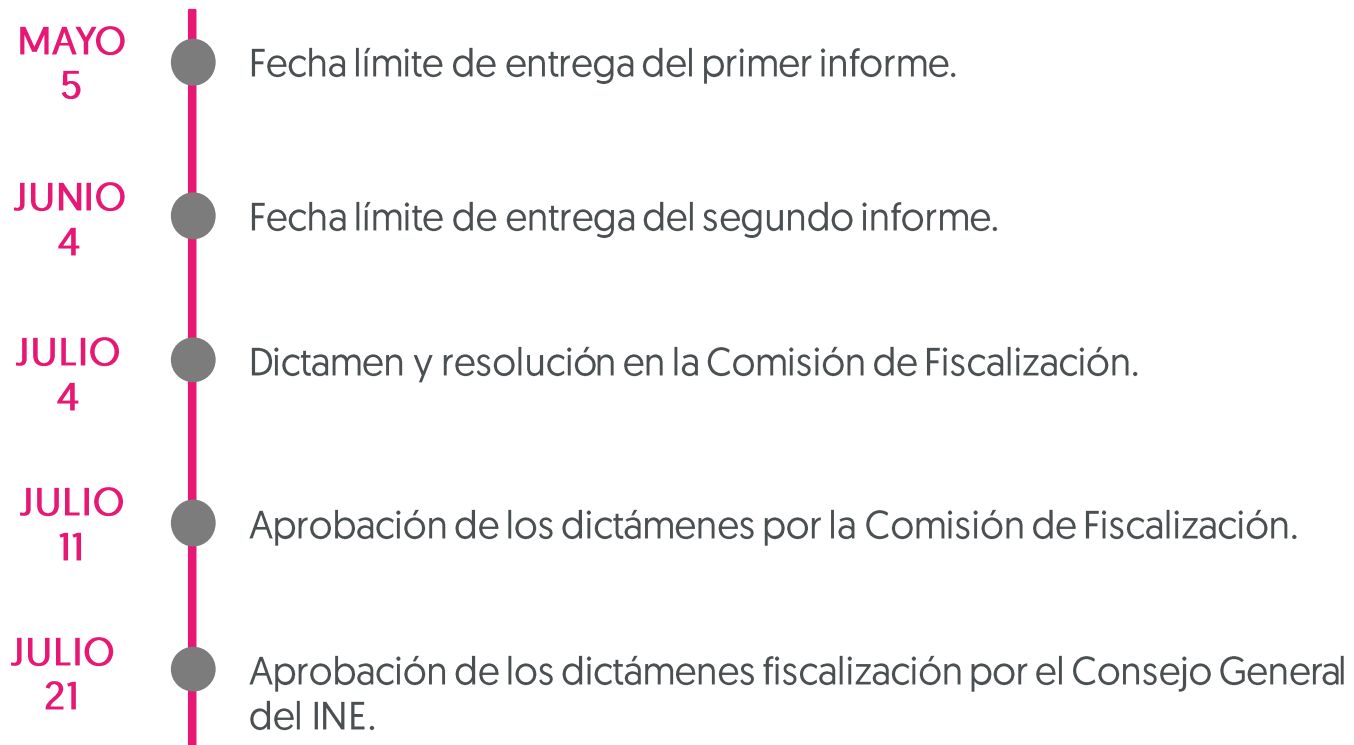 MAYO
5
Fecha límite de entrega del primer informe.
JUNIO
4
Fecha límite de entrega del segundo informe.
JULIO
4
Dictamen y resolución en la Comisión de Fiscalización.
JULIO
11
Aprobación de los dictámenes por la Comisión de Fiscalización.
JULIO
21
Aprobación de los dictámenes fiscalización por el Consejo General
del INE.